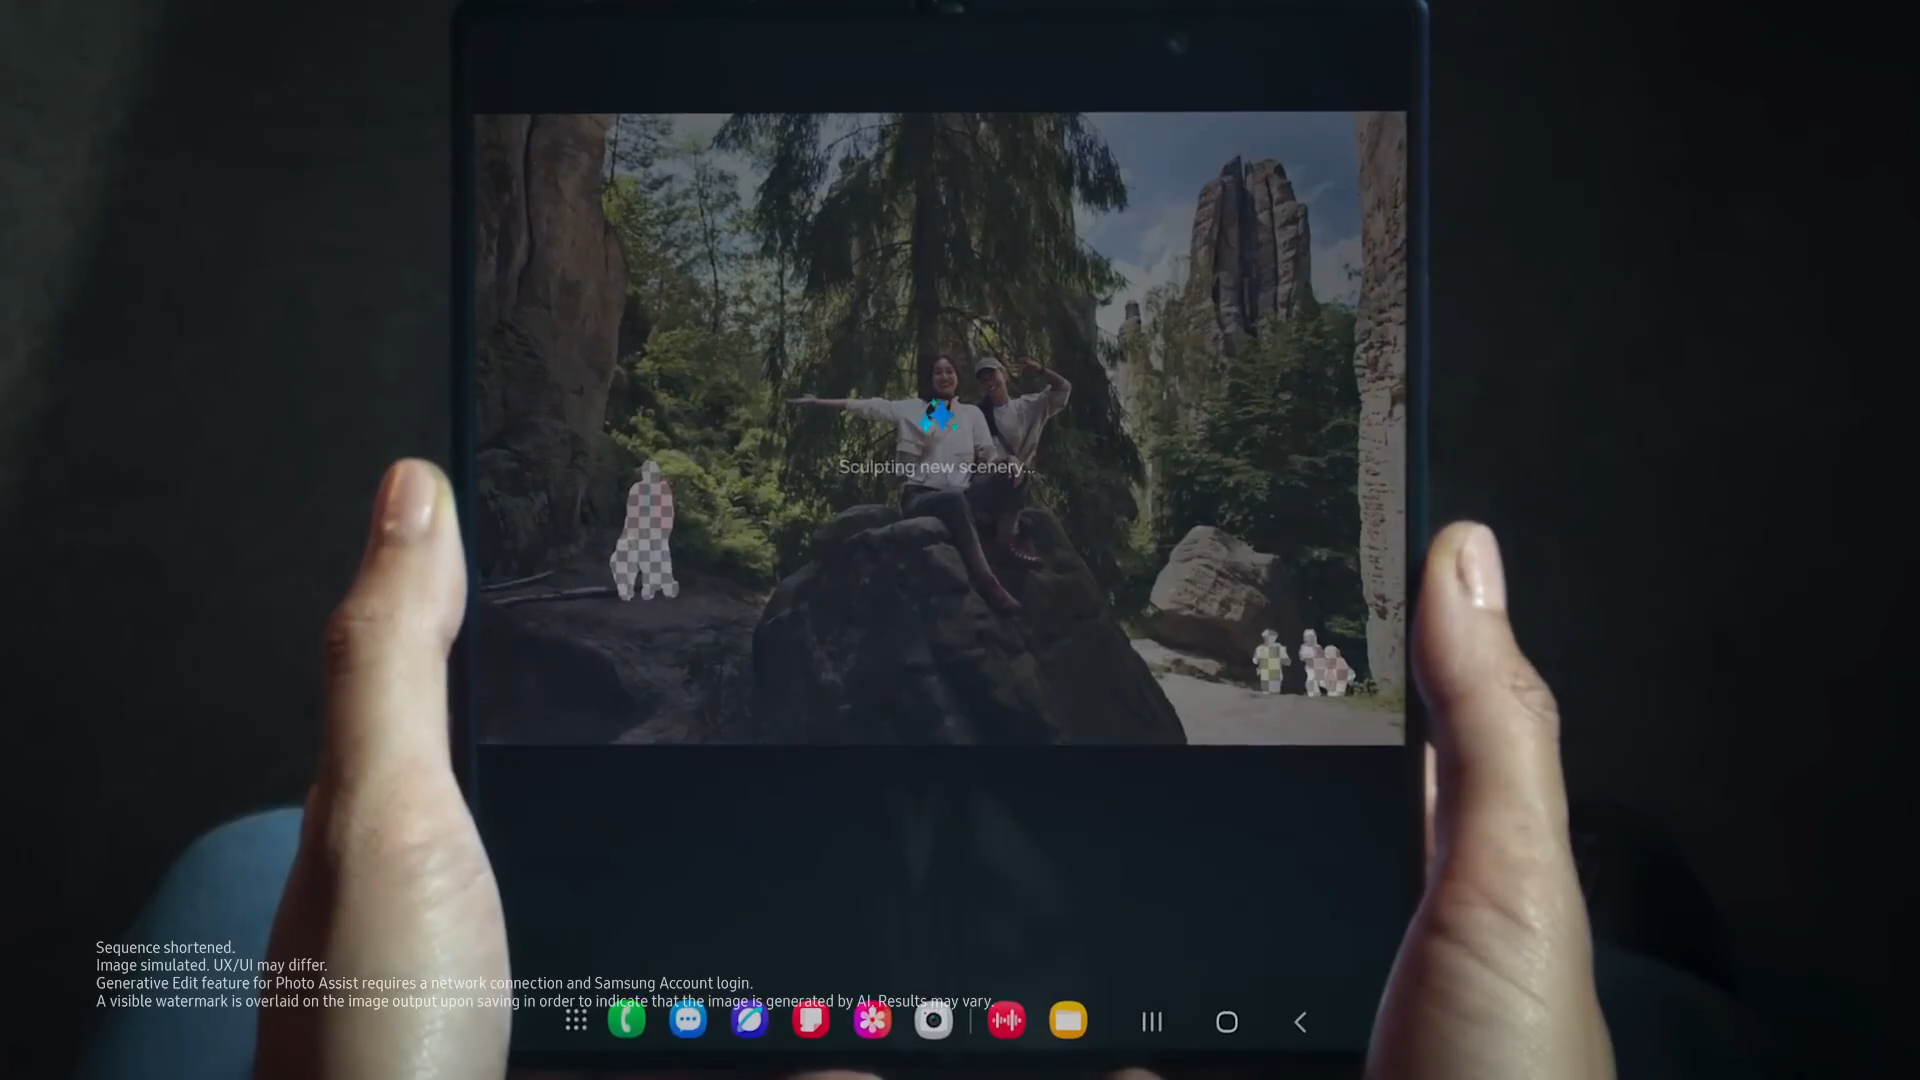 Sculpting new scenery...
Sequence shortened.
Image simulated. UX/UI may differ.
Generative Edit feature for Photo Assist requires a network connection and Samsung Account login.
A visible watermark is overlaid on the image output upon saving in order to indicate that the image is generated by AI. Results may vary.